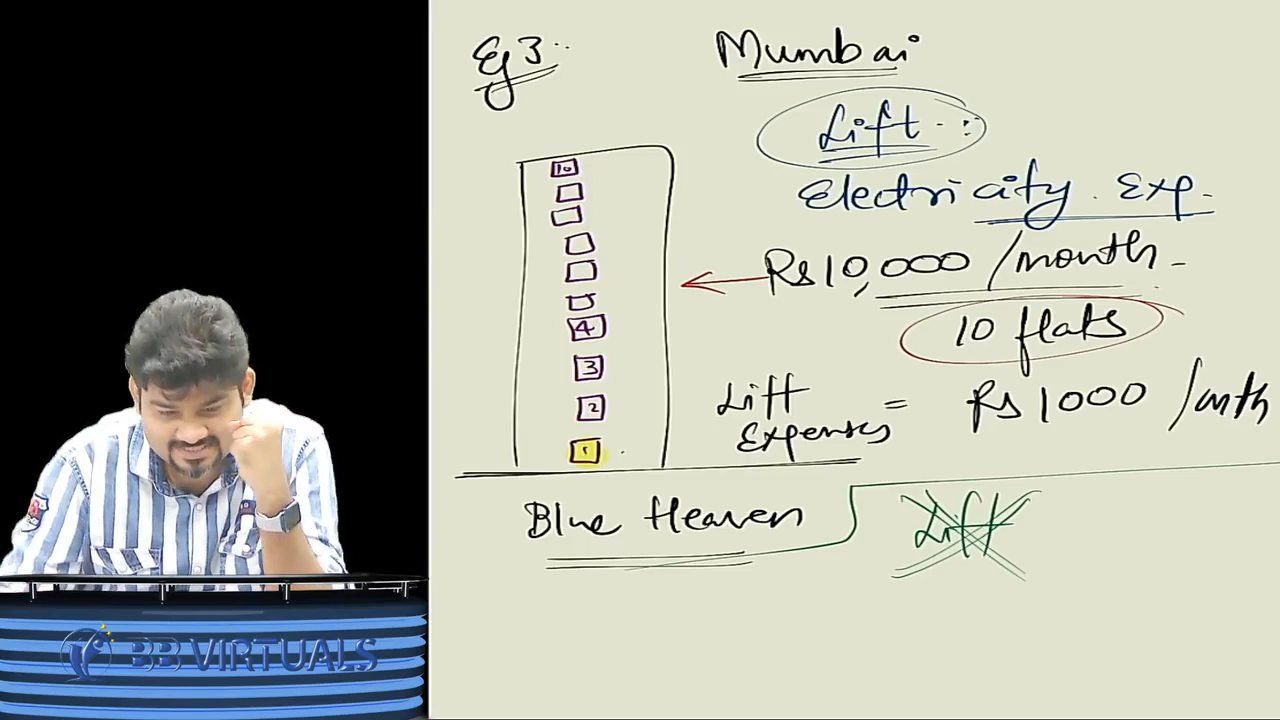 Eg 3..
Mumbai
Lift..:
Electricity. Exp.
Rs 10,000 /month.
10 flats
Lift Expenses = Rs 1000 /mth
10
4
3
2
1
Blue Heaven
Lift
BB VIRTUALS